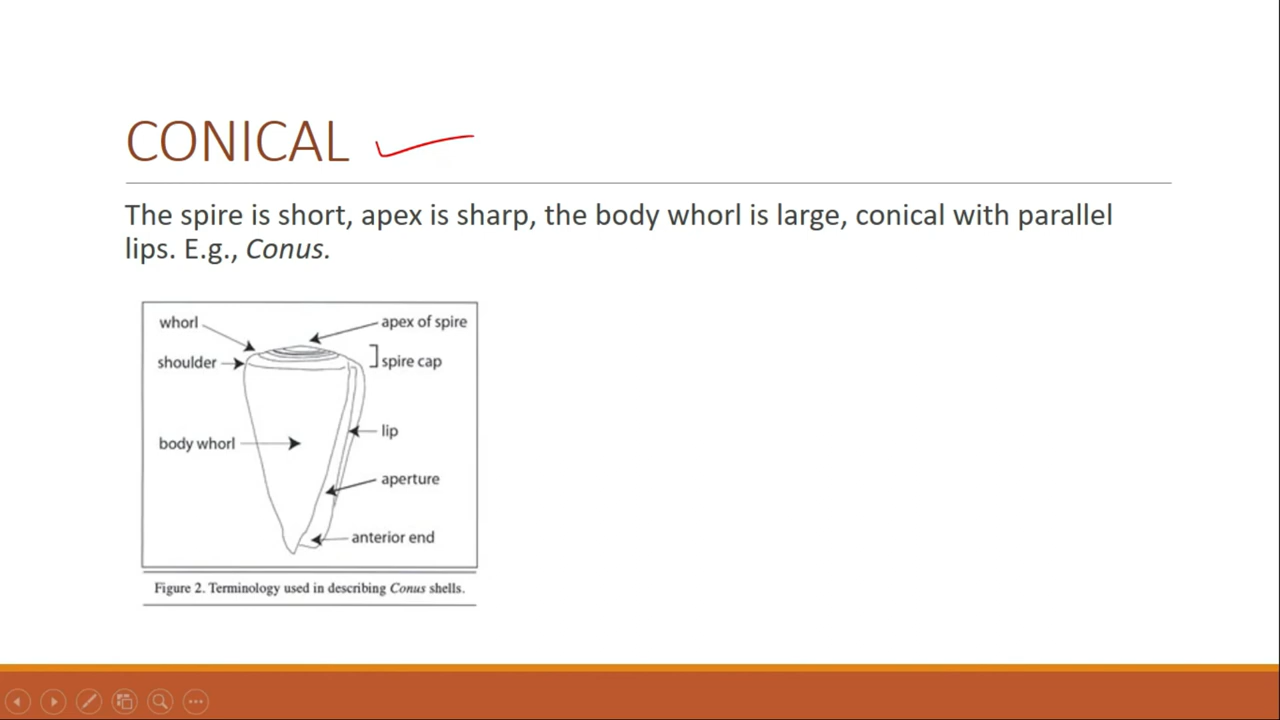 CONICAL
The spire is short, apex is sharp, the body whorl is large, conical with parallel
lips. E.g., Conus.
whorl
apex of spire
shoulder
spire cap
lip
body whorl
aperture
anterior end
Figure 2. Terminology used in describing Conus shells.